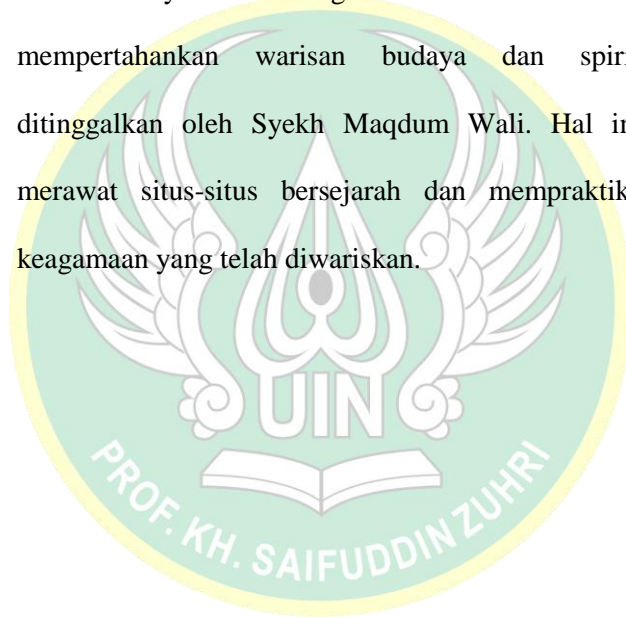 mempertahankan warisan budaya dan
ditinggalkan oleh Syekh Maqdum Wali. Hal
merawat situs-situs bersejarah dan
keagamaan yang telah diwariskan.
UIN
PROF. KH. SAIFUDDIN ZUHRI